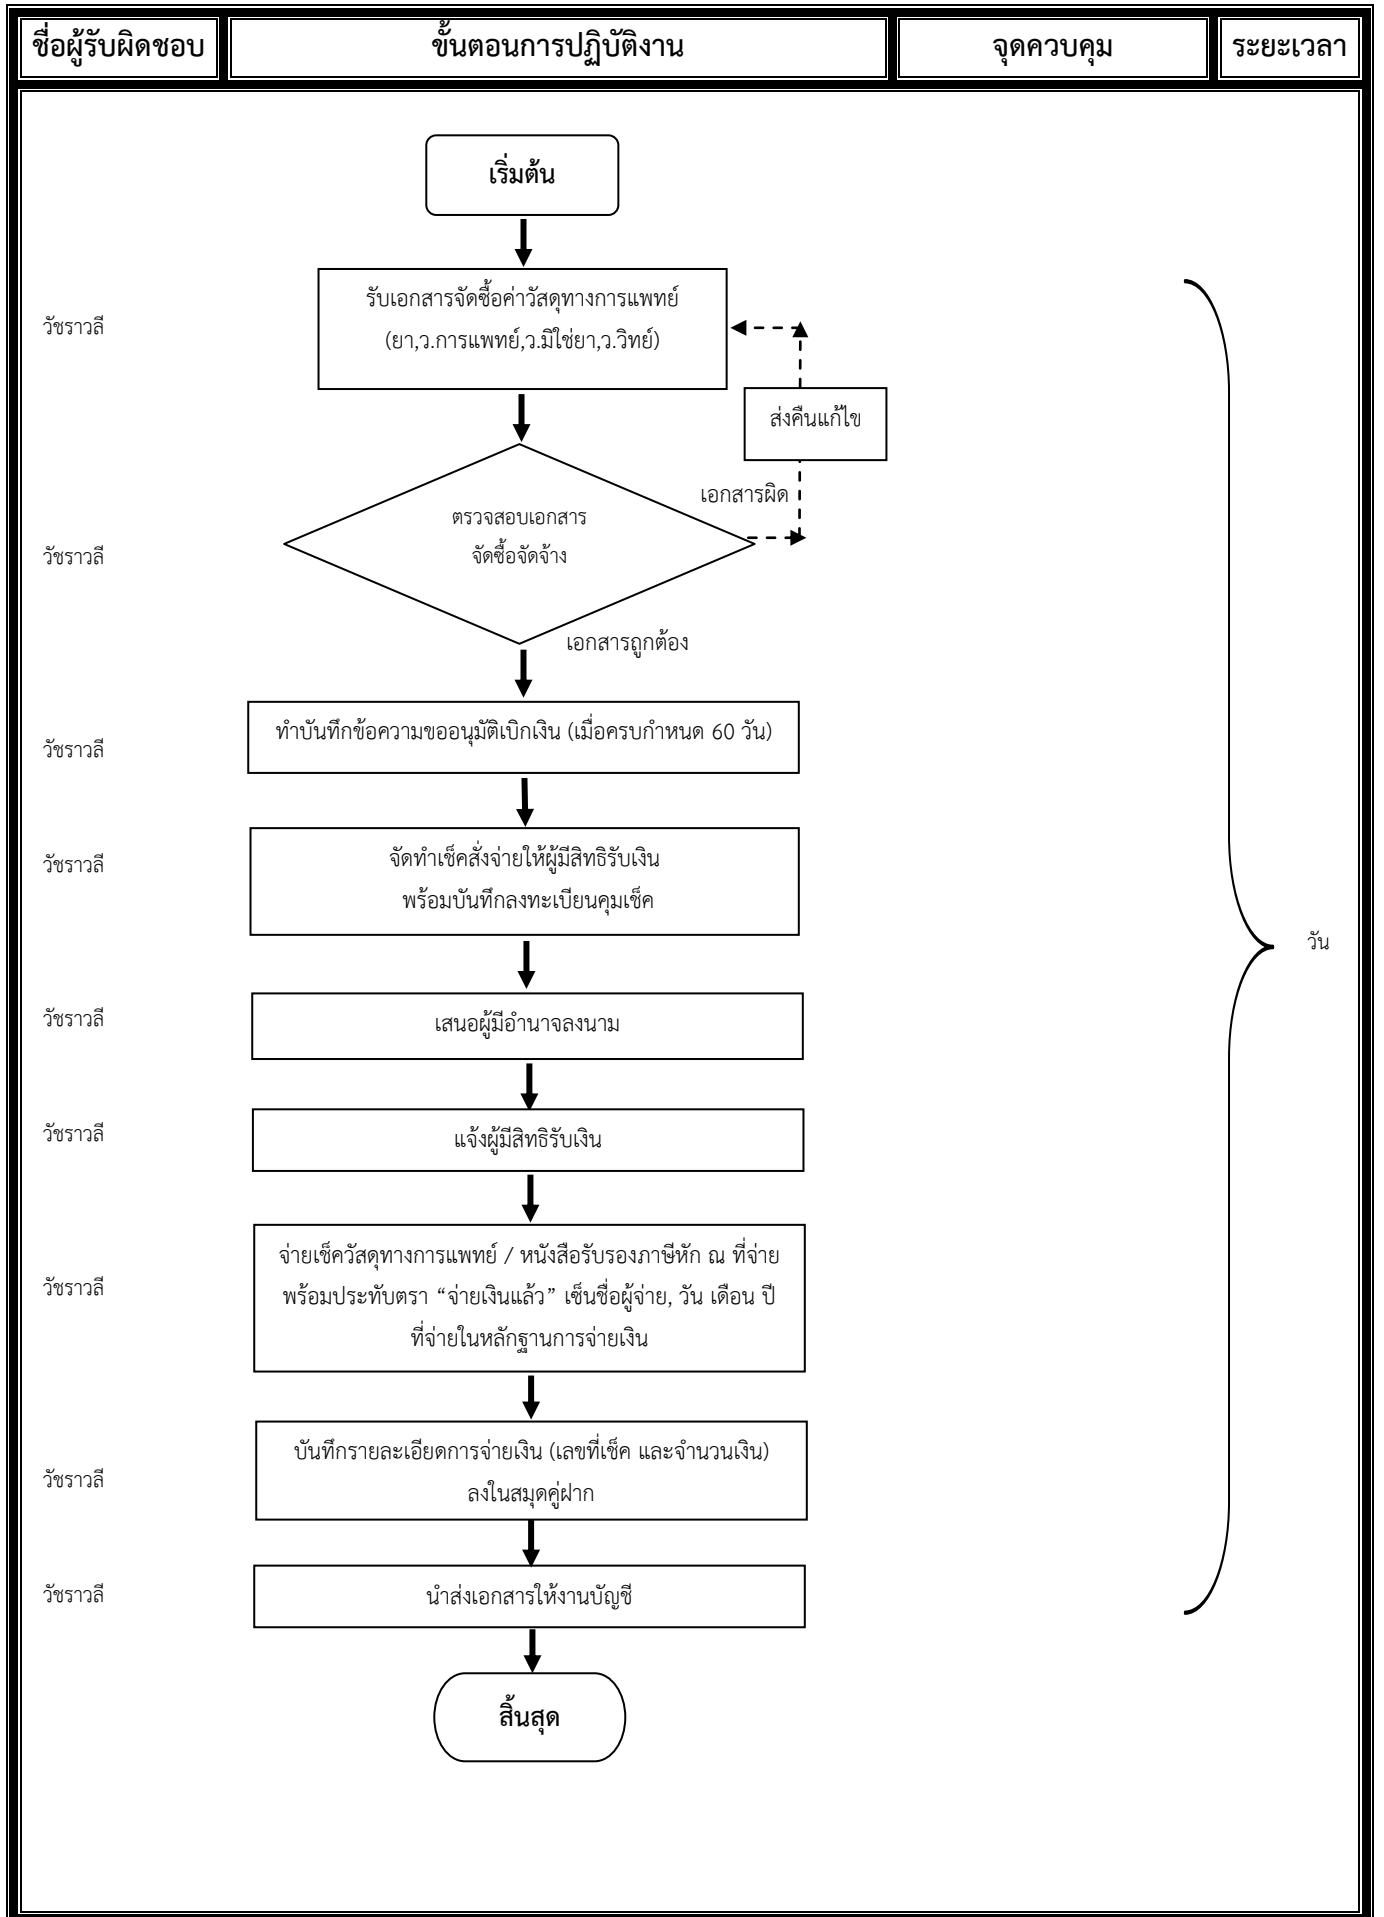 ชื่อผู้รับผิดชอบ ขั้นตอนการปฏิบัติงาน จุดควบคุม ระยะเวลา
เริ่มต้น
รับเอกสารจัดซื้อค่าวัสดุทางการแพทย์
วัชราวลี
(ยา,ว.การแพทย์,ว.มิใช่ยา,ว.วิทย์)
ส่งคืนแก้ไข
เอกสารผิด
ตรวจสอบเอกสาร
วัชราวลี
จัดซื้อจัดจ้าง
เอกสารถูกต้อง
วัชราวลี
ทำบันทึกข้อความขออนุมัติเบิกเงิน (เมื่อครบกำหนด 60 วัน)
วัชราวลี
จัดทำเช็คสั่งจ่ายให้ผู้มีสิทธิรับเงิน
พร้อมบันทึกลงทะเบียนคุมเช็ค
วัน
วัชราวลี
เสนอผู้มีอำนาจลงนาม
วัชราวลี
แจ้งผู้มีสิทธิรับเงิน
วัชราวลี
จ่ายเช็ควัสดุทางการแพทย์ / หนังสือรับรองภาษีหัก ณ ที่จ่าย
พร้อมประทับตรา “จ่ายเงินแล้ว” เซ็นชื่อผู้จ่าย, วัน เดือน ปี
ที่จ่ายในหลักฐานการจ่ายเงิน
วัชราวลี
บันทึกรายละเอียดการจ่ายเงิน (เลขที่เช็ค และจำนวนเงิน)
ลงในสมุดคู่ฝาก
วัชราวลี
นำส่งเอกสารให้งานบัญชี
สิ้นสุด